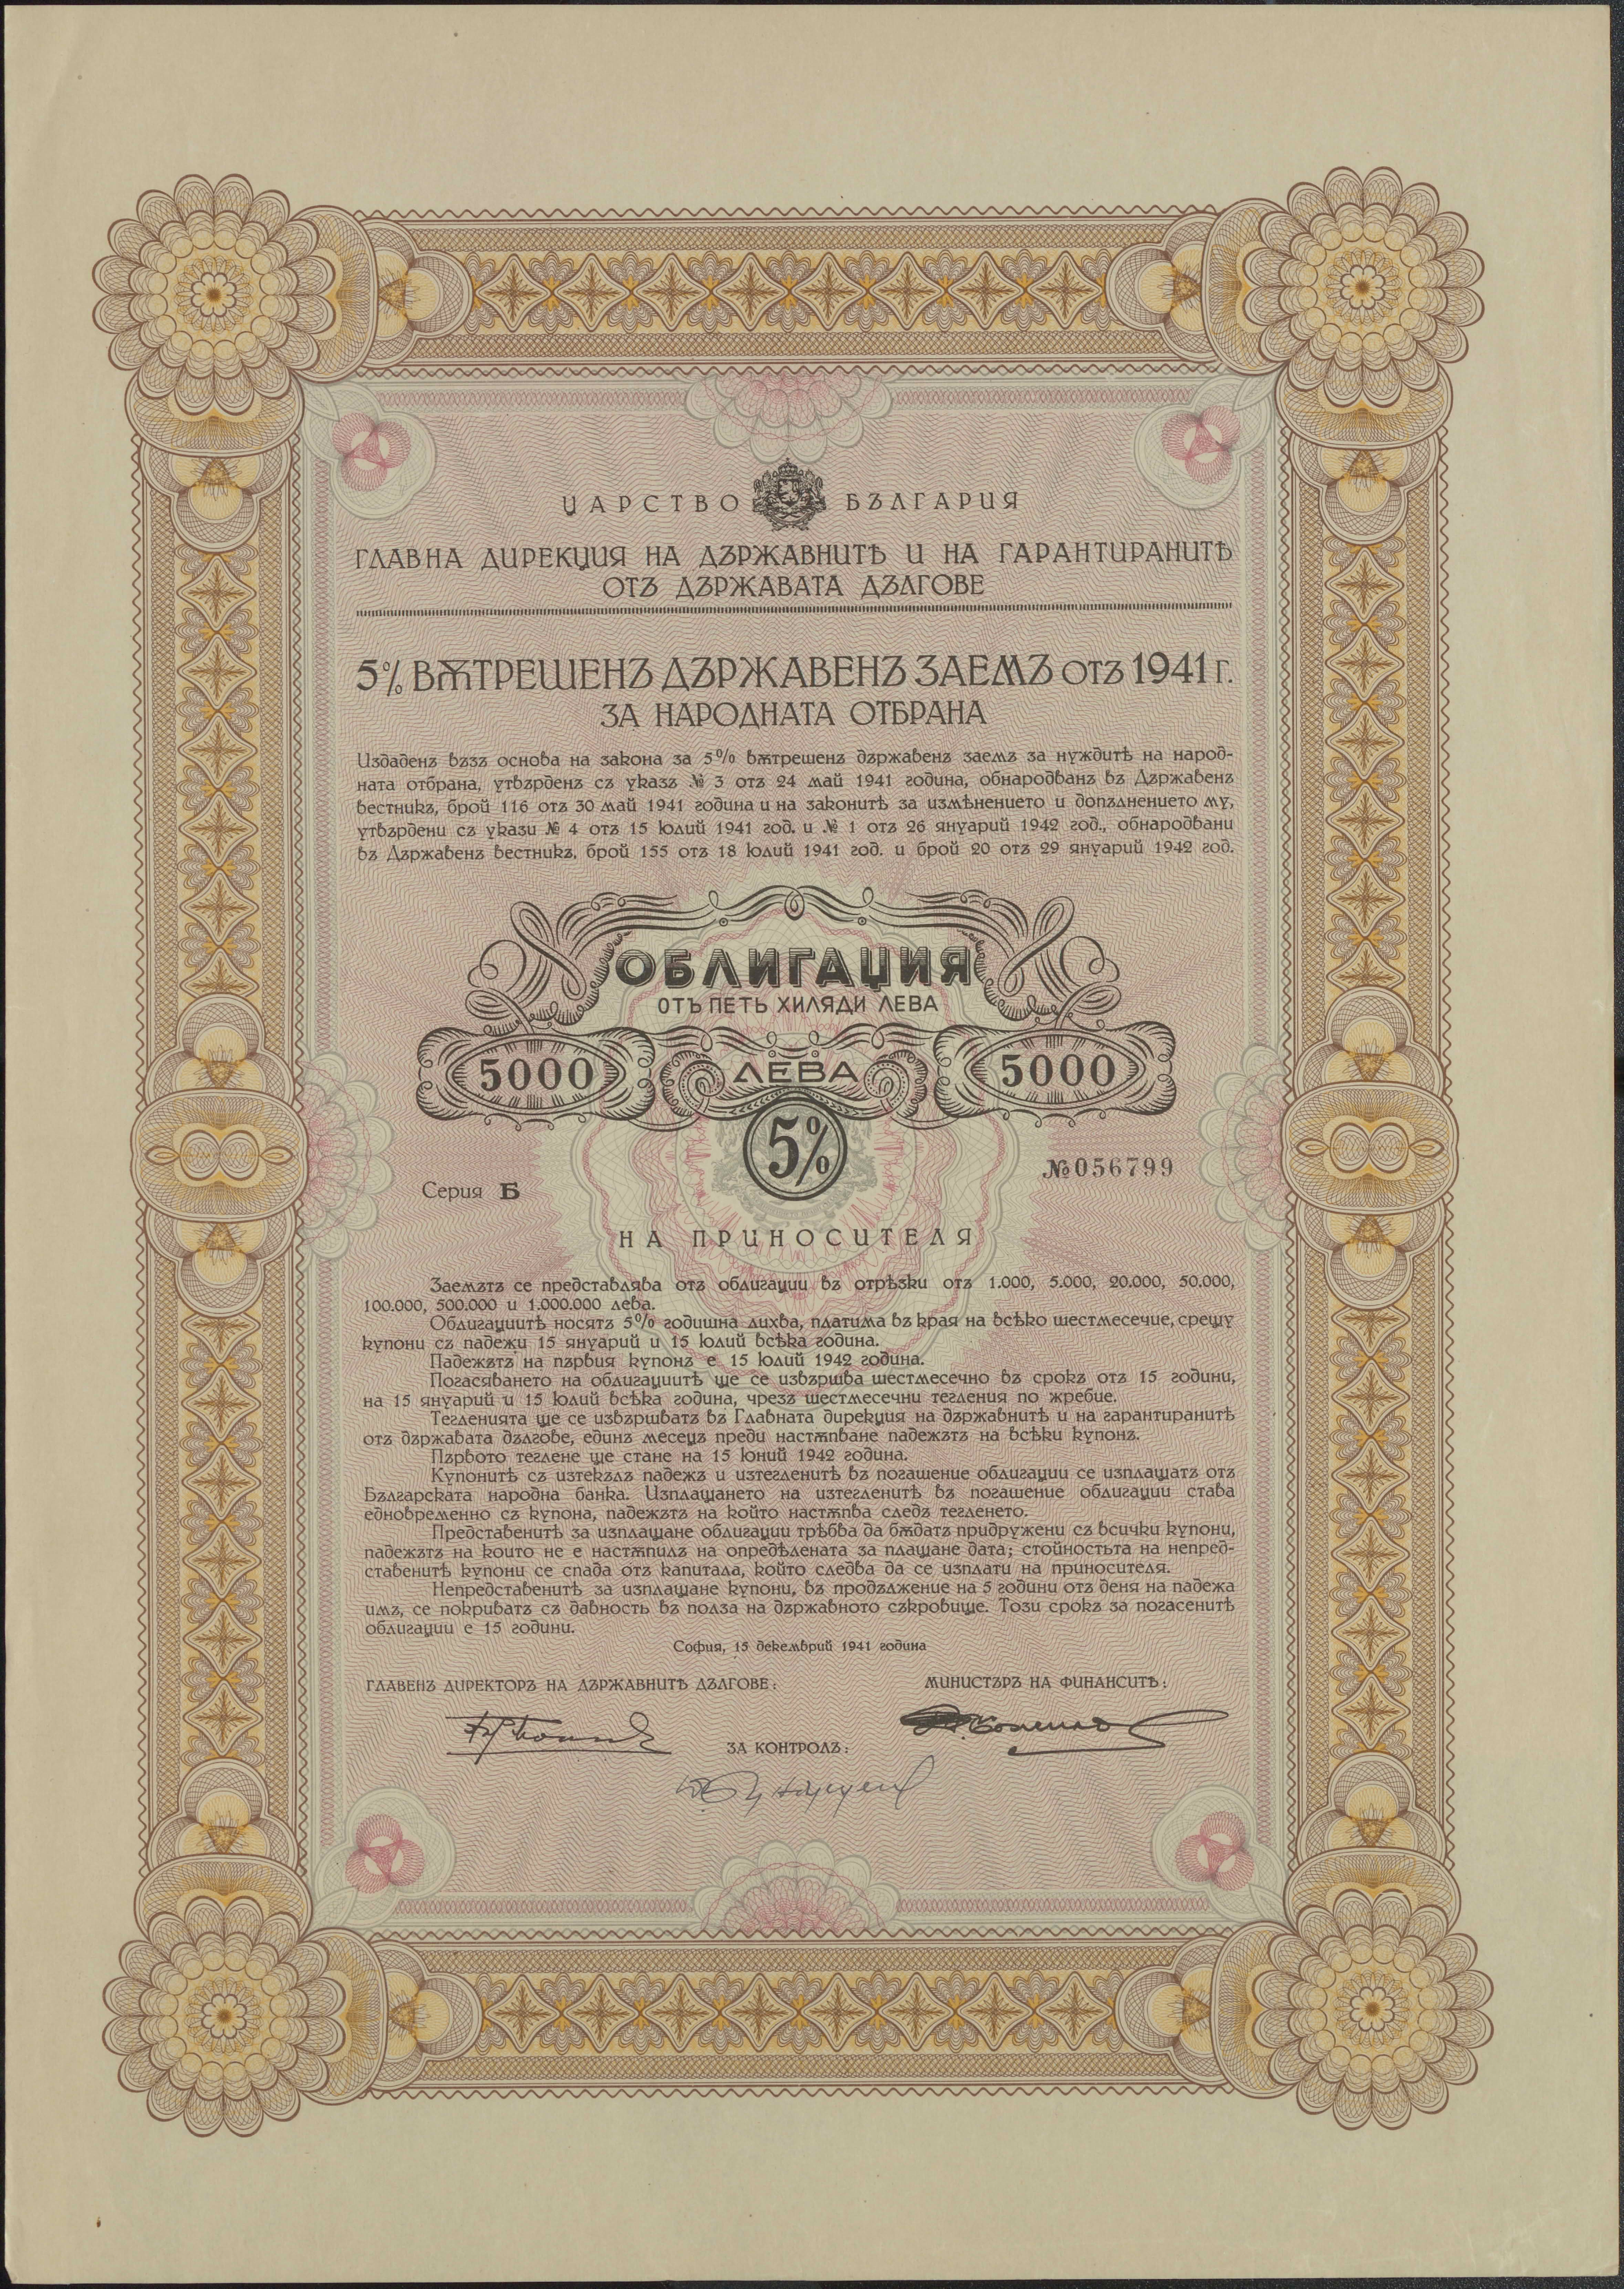 ЦАРСТВО БЪЛГАРИЯ
ГЛАВНА ДИРЕКЦИЯ НА ДЪРЖАВНИТѢ И НА ГАРАНТИРАНИТѢ
ОТЪ ДЪРЖАВАТА ДЪЛГОВЕ
5% ВѪТРЕШЕНЪ ДЪРЖАВЕНЪ ЗАЕМЪ отъ 1941 г.
ЗА НАРОДНАТА ОТБРАНА
Издаденъ възъ основа на закона за 5% вѫтрешенъ държавенъ заемъ за нуждитѣ на народ-
ната отбрана, утвърденъ съ указъ № 3 отъ 24 май 1941 година, обнародванъ въ Държавенъ
вестникъ, брой 116 отъ 30 май 1941 година и на законитѣ за измѣнението и допълнението му,
утвърдени съ укази № 4 отъ 15 юлий 1941 год. и № 1 отъ 26 януарий 1942 год., обнародвани
въ Държавенъ вестникъ, брой 155 отъ 18 юлий 1941 год. и брой 20 отъ 29 януарий 1942 год.
ОБЛИГАЦИЯ
ОТЪ ПЕТЬ ХИЛЯДИ ЛЕВА
5000 ЛЕВА 5000
5%
Серия Б №056799
НА ПРИНОСИТЕЛЯ
Заемътъ се представлява отъ облигации въ отрѣзки отъ 1.000, 5.000, 20.000, 50.000,
100.000, 500.000 и 1.000.000 лева.
Облигациитѣ носятъ 5% годишна лихва, платима въ края на всѣко шестмесечие, срещу
купони съ падежи 15 януарий и 15 юлий всѣка година.
Падежътъ на първия купонъ е 15 юлий 1942 година.
Погасяването на облигациитѣ ще се извършва шестмесечно въ срокъ отъ 15 години,
на 15 януарий и 15 юлий всѣка година, чрезъ шестмесечни тегления по жребие.
Тегленията ще се извършватъ въ Главната дирекция на държавнитѣ и на гарантиранитѣ
отъ държавата дългове, единъ месецъ преди настѫпване падежътъ на всѣки купонъ.
Първото теглене ще стане на 15 юний 1942 година.
Купонитѣ съ изтекълъ падежъ и изтегленитѣ въ погашение облигации се изплащатъ отъ
Българската народна банка. Изплащането на изтегленитѣ въ погашение облигации става
едновременно съ купона, падежътъ на който настѫпва следъ тегленето.
Представенитѣ за изплащане облигации трѣбва да бѫдатъ придружени съ всички купони,
падежътъ на които не е настѫпилъ на опредѣлената за плащане дата; стойностьта на непред-
ставенитѣ купони се спада отъ капитала, който следва да се изплати на приносителя.
Непредставенитѣ за изплащане купони, въ продължение на 5 години отъ деня на падежа
имъ, се покриватъ съ давность въ полза на държавното съкровище. Този срокъ за погасенитѣ
облигации е 15 години.
София, 15 декемврий 1941 година
ГЛАВЕНЪ ДИРЕКТОРЪ НА ДЪРЖАВНИТѢ ДЪЛГОВЕ: МИНИСТЪРЪ НА ФИНАНСИТѢ:
ЗА КОНТРОЛЪ: